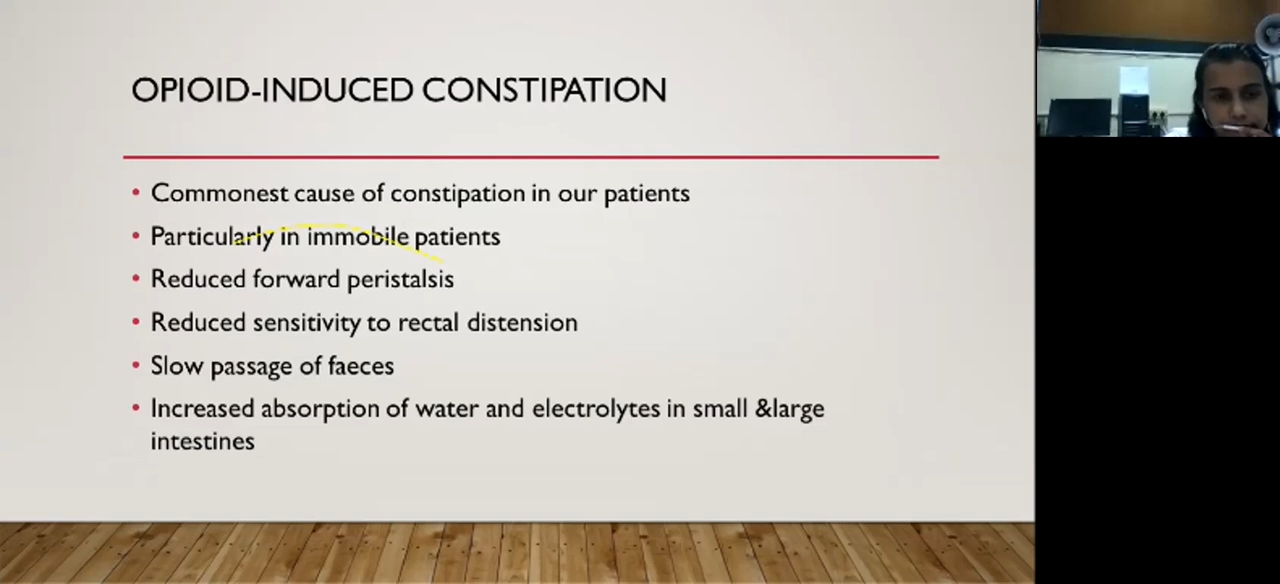 OPIOID-INDUCED CONSTIPATION
• Commonest cause of constipation in our patients
• Particularly in immobile patients
• Reduced forward peristalsis
• Reduced sensitivity to rectal distension
• Slow passage of faeces
• Increased absorption of water and electrolytes in small &large
intestines